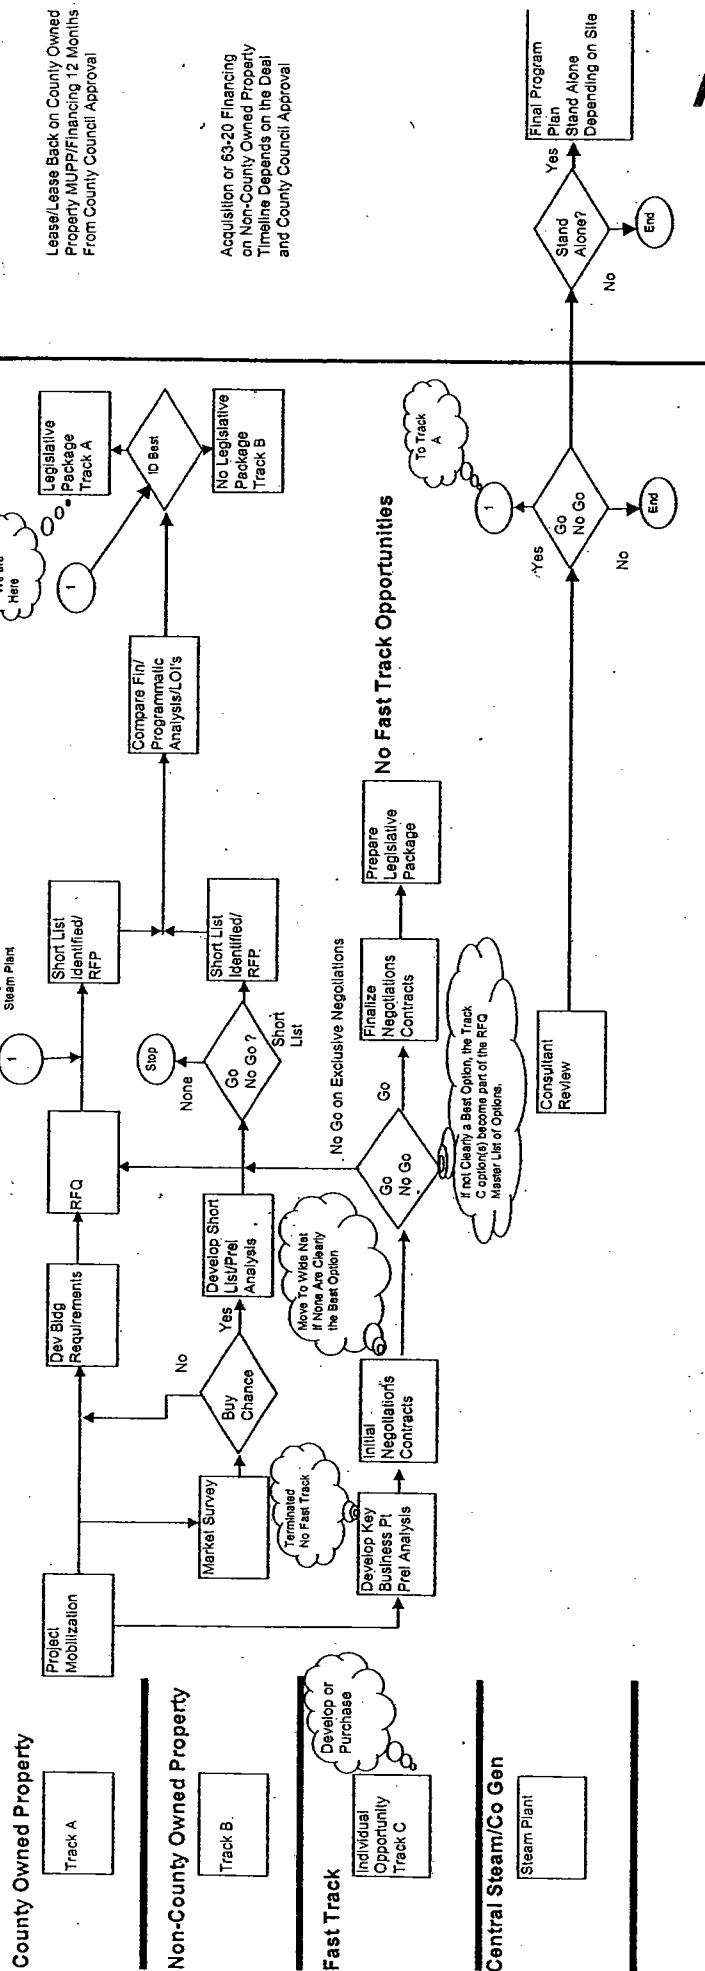 County Owned Property
Track A
Project
Mobilization
Dev Bldg
Requirements
RFQ
1
Steam Plant
Short List
Identified/
RFP
Here
1
Legislative
Package
Track A
ID Best
No Legislative
Package
Track B
Compare Fin/
Programmatic
Analysis/LOI's
Lease/Lease Back on County Owned
Property MUPP/Financing 12 Months
From County Council Approval
Acquisition or 63-20 Financing
on Non-County Owned Property
Timeline Depends on the Deal
and County Council Approval
Non-County Owned Property
Track B
Market Survey
Buy
Chance
No
Yes
Develop Short
List/Prel
Analysis
Go
No Go ?
None
Stop
Short
List
Short List
Identified/
RFP
Fast Track
Individual
Opportunity
Track C
Develop or
Purchase
Terminated
No Fast Track
Develop Key
Business Pt
Prel Analysis
Initial
Negotiations
Contracts
Move To Wide Net
If None Are Clearly
the Best Option
Go
No Go
No Go on Exclusive Negotiations
Go
If not Clearly a Best Option, the Track
C option(s) become part of the RFQ
Master List of Options.
Finalize
Negotiations
Contracts
Prepare
Legislative
Package
No Fast Track Opportunities
Central Steam/Co Gen
Steam Plant
Consultant
Review
Go
No Go
Yes
No
1
To Track
A
End
Stand
Alone?
Yes
No
End
Final Program
Plan
Stand Alone
Depending on Site